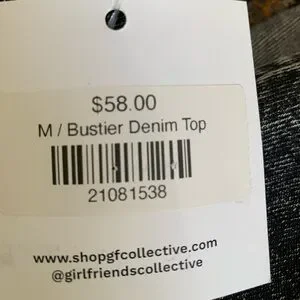 $58.00
M / Bustier Denim Top
21081538
www.shopgfcollective.com
@girlfriendscollective